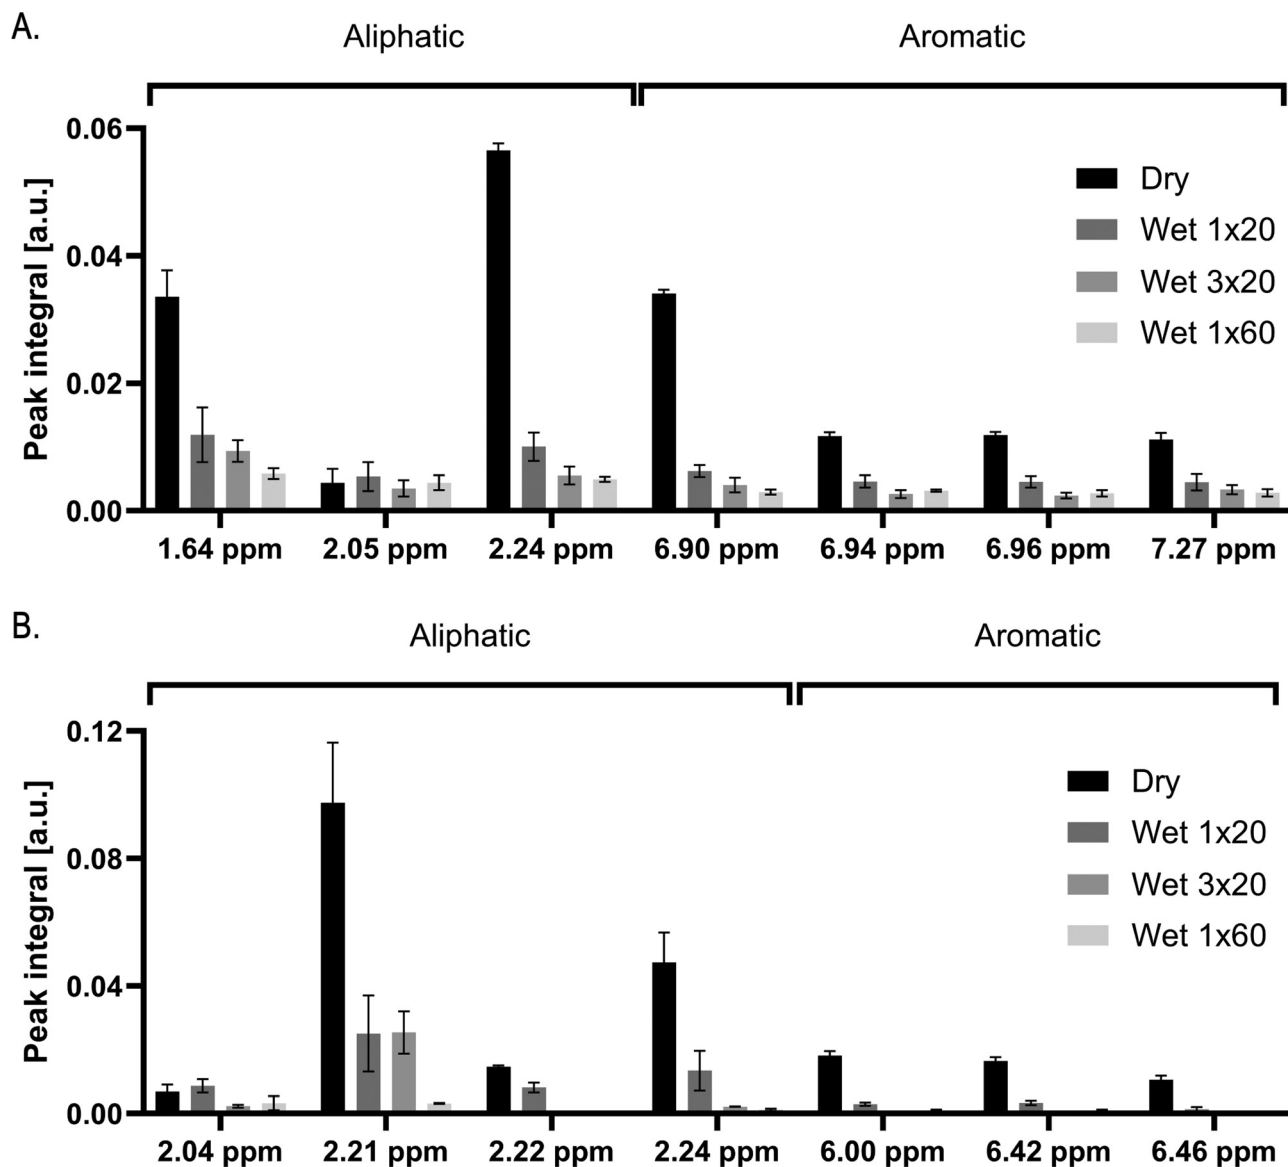 A.
Aliphatic Aromatic
0.06
0.04
0.02
0.00
Peak integral [a.u.]
Dry
Wet 1x20
Wet 3x20
Wet 1x60
1.64 ppm 2.05 ppm 2.24 ppm 6.90 ppm 6.94 ppm 6.96 ppm 7.27 ppm
B.
Aliphatic Aromatic
0.12
0.08
0.04
0.00
Peak integral [a.u.]
Dry
Wet 1x20
Wet 3x20
Wet 1x60
2.04 ppm 2.21 ppm 2.22 ppm 2.24 ppm 6.00 ppm 6.42 ppm 6.46 ppm